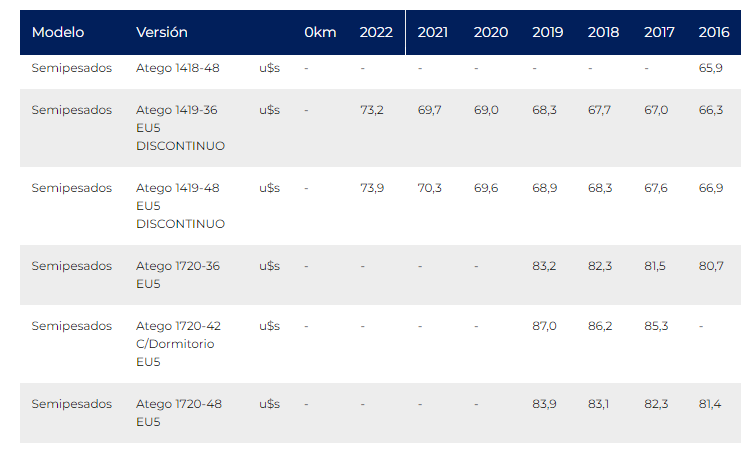 Modelo Versión 0km 2022 2021 2020 2019 2018 2017 2016
Semipesados Atego 1418-48 u$s - - - - - - - 65,9
Semipesados Atego 1419-36 u$s - 73,2 69,7 69,0 68,3 67,7 67,0 66,3
EU5
DISCONTINUO
Semipesados Atego 1419-48 u$s - 73,9 70,3 69,6 68,9 68,3 67,6 66,9
EU5
DISCONTINUO
Semipesados Atego 1720-36 u$s - - - - 83,2 82,3 81,5 80,7
EU5
Semipesados Atego 1720-42 u$s - - - - 87,0 86,2 85,3 -
C/Dormitorio
EU5
Semipesados Atego 1720-48 u$s - - - - 83,9 83,1 82,3 81,4
EU5